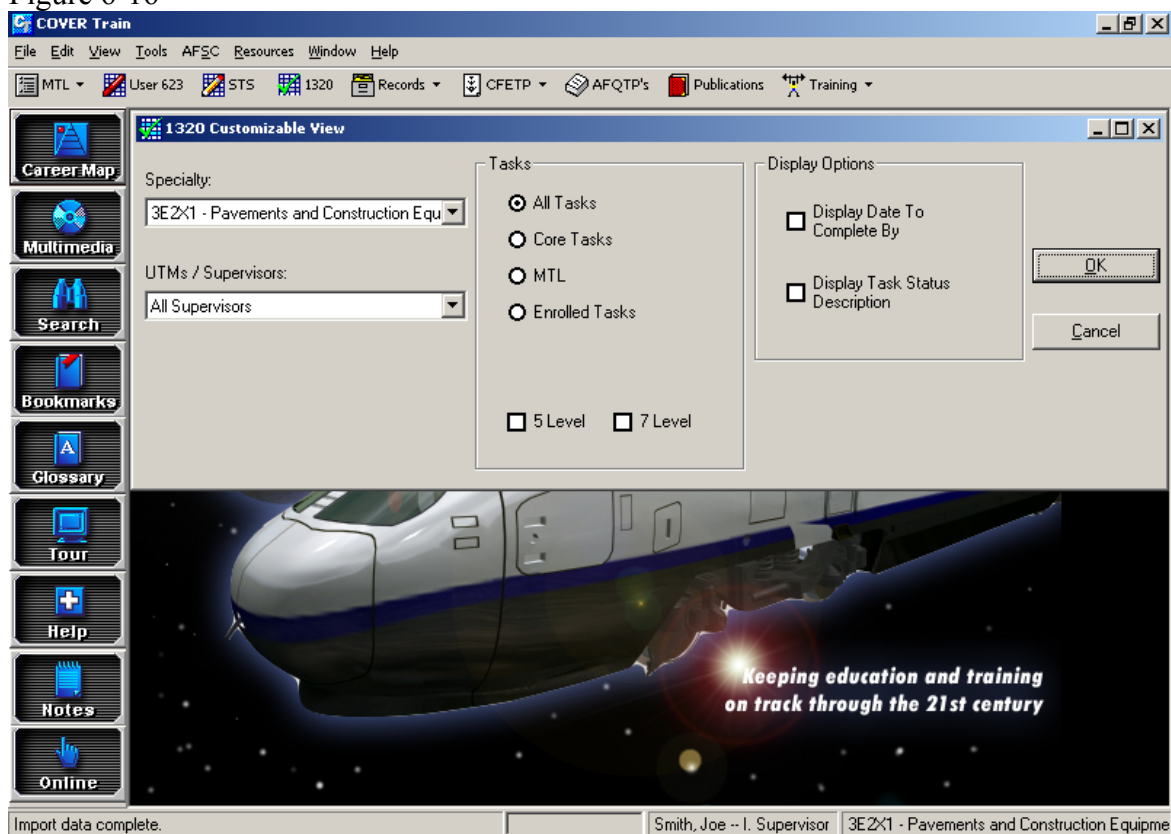 COVER Train
File Edit View Tools AFSC Resources Window Help
MTL User 623 STS 1320 Records CFETP AFQTP's Publications Training
Career Map
Multimedia
Search
Bookmarks
A
Glossary
Tour
Help
Notes
Online
1320 Customizable View
Specialty:
3E2X1 - Pavements and Construction Equ
UTMs / Supervisors:
All Supervisors
Tasks
All Tasks
Core Tasks
MTL
Enrolled Tasks
5 Level 7 Level
Display Options
Display Date To
Complete By
Display Task Status
Description
OK
Cancel
Keeping education and training
on track through the 21st century
Import data complete.
Smith, Joe -- I. Supervisor
3E2X1 - Pavements and Construction Equipme